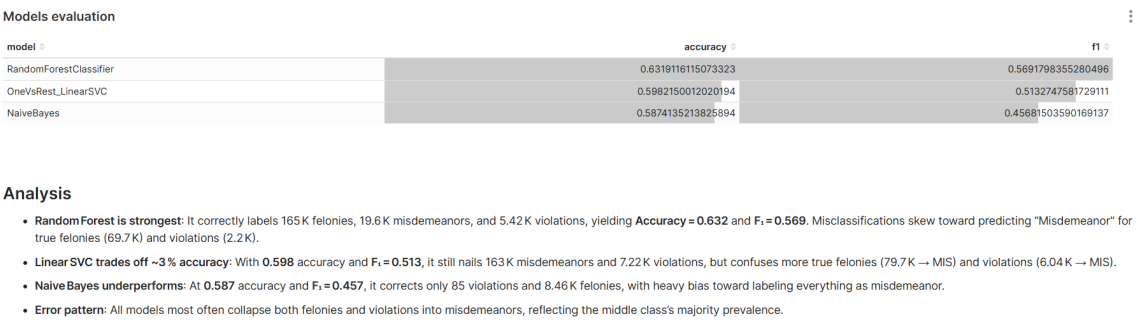 Models evaluation
model accuracy f1
RandomForestClassifier 0.6319116115073323 0.5691798355280496
OneVsRest_LinearSVC 0.5982150012020194 0.5132747581729111
NaiveBayes 0.5874135213825894 0.45681503590169137
Analysis
• Random Forest is strongest: It correctly labels 165 K felonies, 19.6 K misdemeanors, and 5.42 K violations, yielding Accuracy = 0.632 and F₁ = 0.569. Misclassifications skew toward predicting “Misdemeanor” for
true felonies (69.7 K) and violations (2.2 K).
• Linear SVC trades off ~3 % accuracy: With 0.598 accuracy and F₁ = 0.513, it still nails 163 K misdemeanors and 7.22 K violations, but confuses more true felonies (79.7 K → MIS) and violations (6.04 K → MIS).
• Naive Bayes underperforms: At 0.587 accuracy and F₁ = 0.457, it corrects only 85 violations and 8.46 K felonies, with heavy bias toward labeling everything as misdemeanor.
• Error pattern: All models most often collapse both felonies and violations into misdemeanors, reflecting the middle class’s majority prevalence.